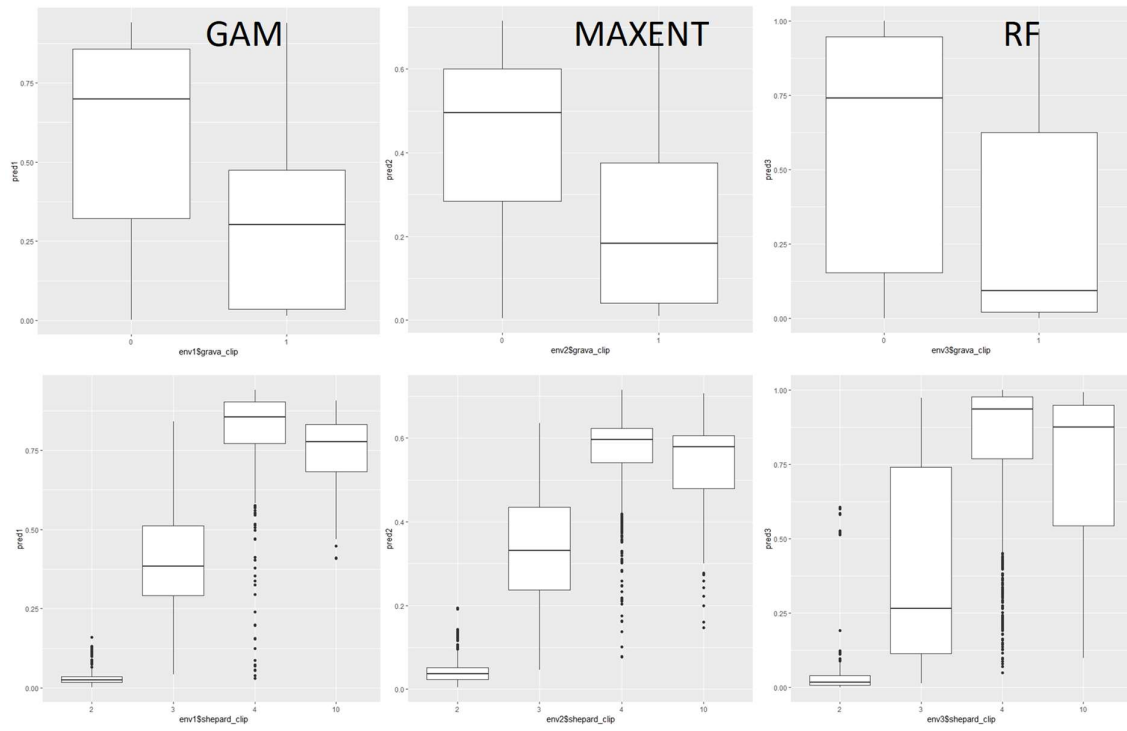 GAM
MAXENT
RF
0.75
0.50
0.25
0.00
pred1
0
1
env1$grava_clip
0.6
0.4
0.2
0.0
pred2
0
1
env2$grava_clip
1.00
0.75
0.50
0.25
0.00
pred3
0
1
env3$grava_clip
0.75
0.50
0.25
0.00
pred1
2
3
4
10
env1$shepard_clip
0.6
0.4
0.2
0.0
pred2
2
3
4
10
env2$shepard_clip
1.00
0.75
0.50
0.25
0.00
pred3
2
3
4
10
env3$shepard_clip